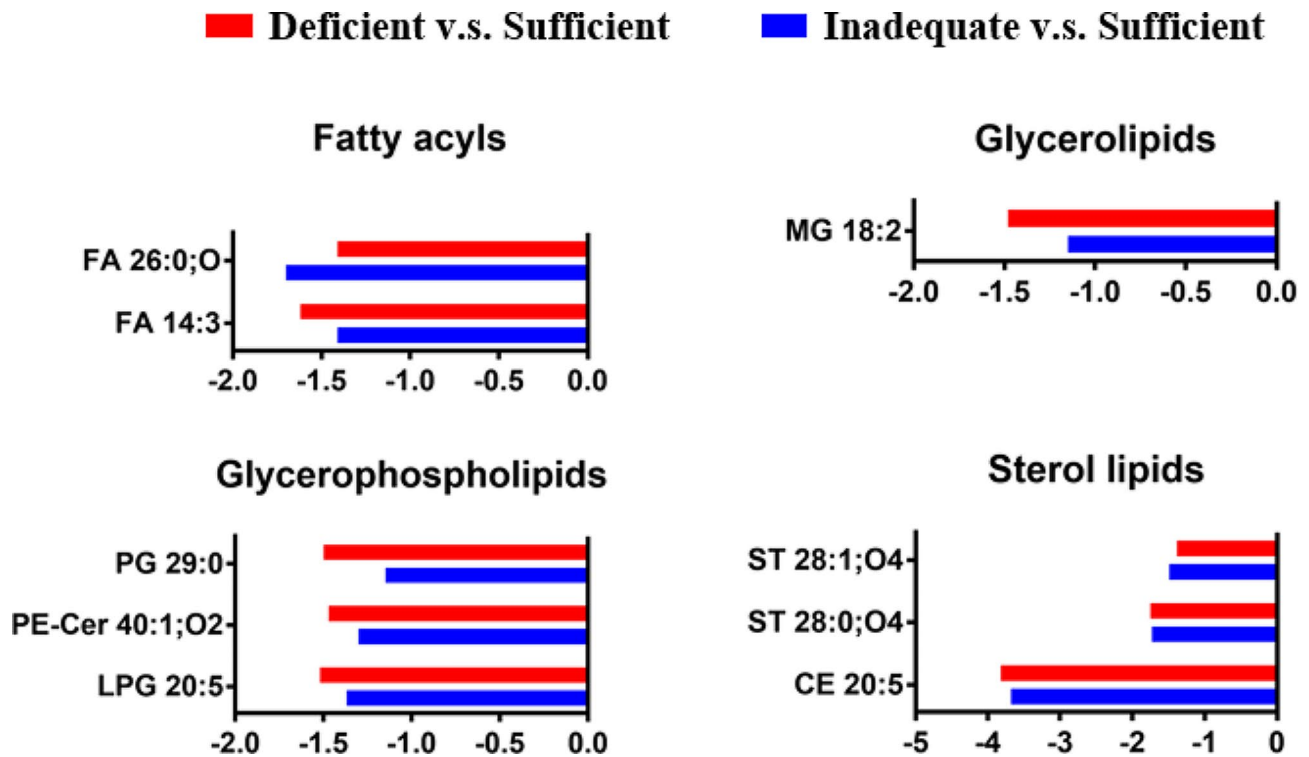 Deficient v.s. Sufficient
Inadequate v.s. Sufficient
Fatty acyls
FA 26:0;O
FA 14:3
-2.0 -1.5 -1.0 -0.5 0.0
Glycerolipids
MG 18:2
-2.0 -1.5 -1.0 -0.5 0.0
Glycerophospholipids
PG 29:0
PE-Cer 40:1;O2
LPG 20:5
-2.0 -1.5 -1.0 -0.5 0.0
Sterol lipids
ST 28:1;O4
ST 28:0;O4
CE 20:5
-5 -4 -3 -2 -1 0